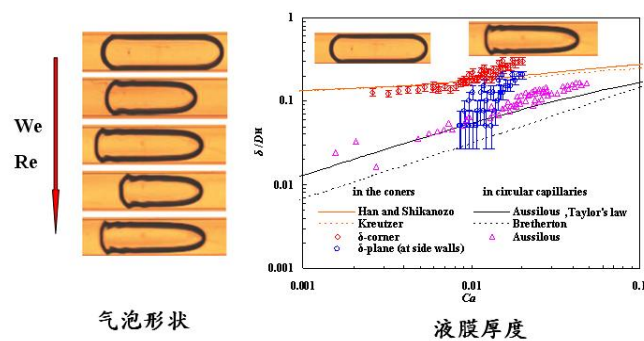 We
Re
气泡形状
1
0.1
0.01
0.001
δ/DH
0.001
0.01
0.1
Ca
in the coners
in circular capillaries
Han and Shikanozo
Kreutzer
δ-corner
δ-plane (at side walls)
Aussilous ,Taylor's law
Bretherton
Aussilous
液膜厚度